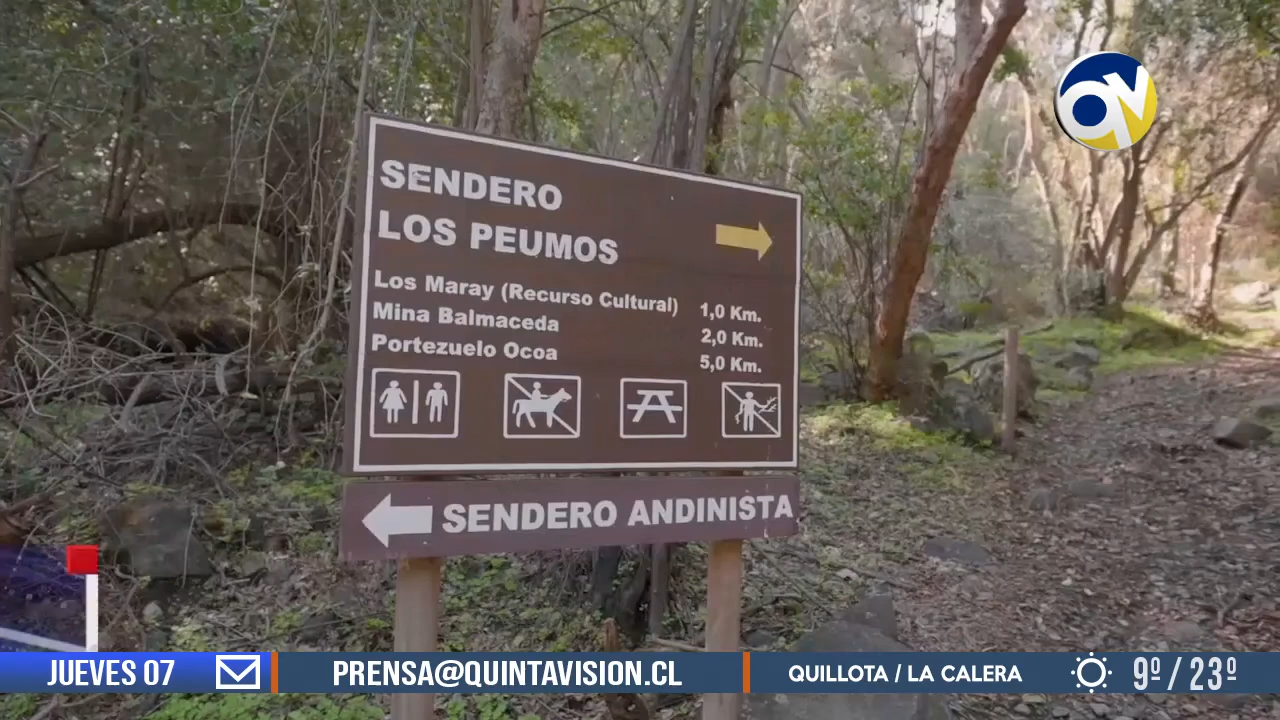 QV
SENDERO
LOS PEUMOS
Los Maray (Recurso Cultural) 1,0 Km.
Mina Balmaceda 2,0 Km.
Portezuelo Ocoa 5,0 Km.
SENDERO ANDINISTA
JUEVES 07 PRENSA@QUINTAVISION.CL QUILLOTA / LA CALERA 9º / 23º